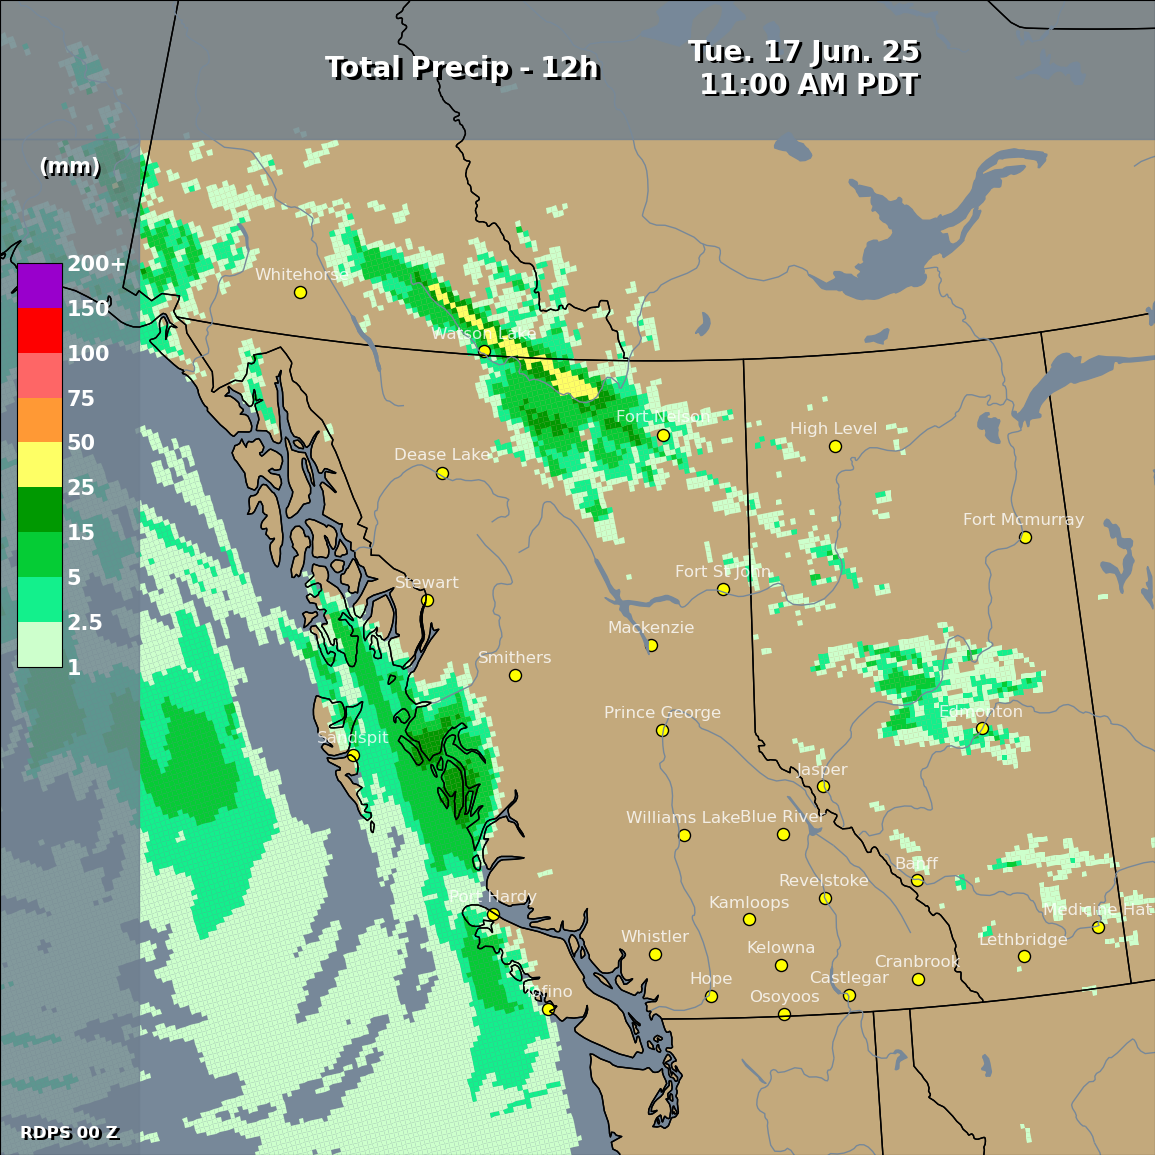 Total Precip - 12h
Tue. 17 Jun. 25
11:00 AM PDT
(mm)
200+
150
100
75
50
25
15
5
2.5
1
Whitehorse
Watson Lake
Fort Nelson
High Level
Dease Lake
Fort Mcmurray
Stewart
Fort St John
Mackenzie
Smithers
Prince George
Edmonton
Sandspit
Jasper
Williams Lake
Blue River
Banff
Revelstoke
Port Hardy
Kamloops
Medicine Hat
Whistler
Kelowna
Lethbridge
Cranbrook
Hope
Castlegar
Tofino
Osoyoos
RDPS 00 Z